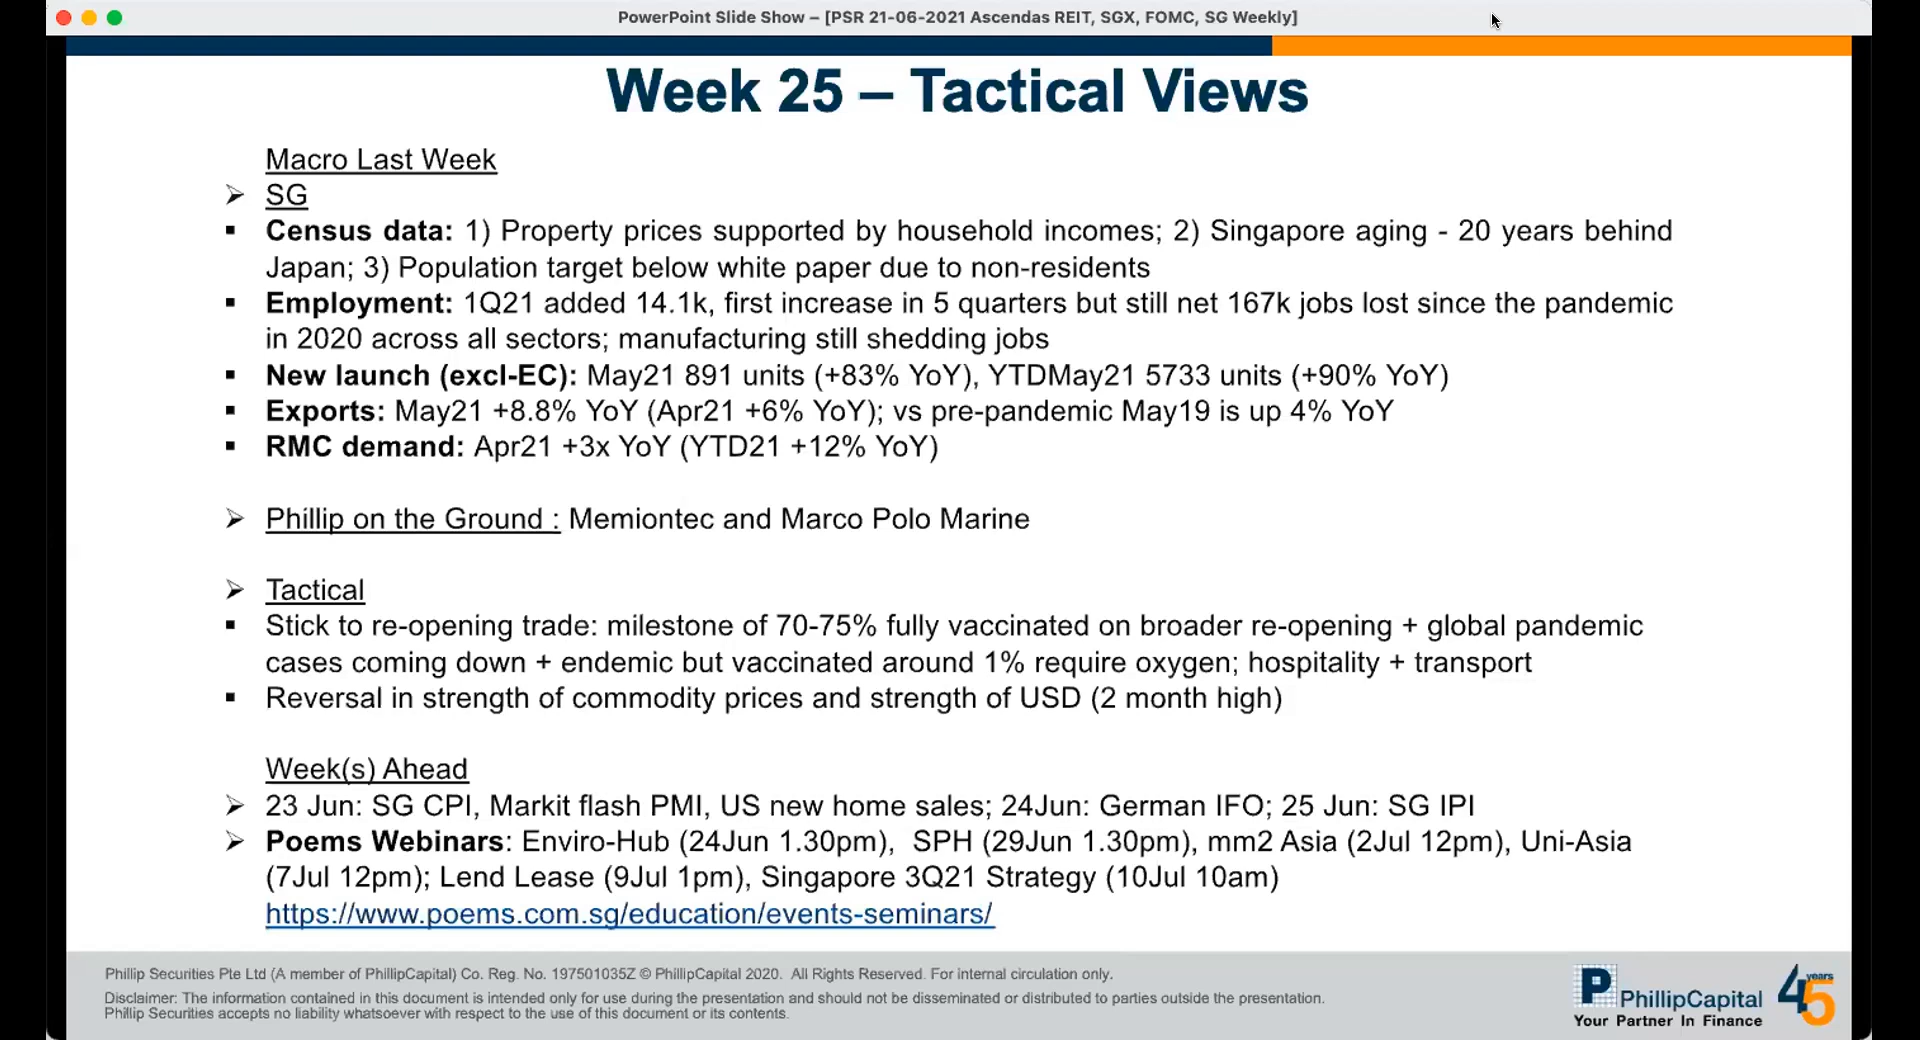 PowerPoint Slide Show – [PSR 21-06-2021 Ascendas REIT, SGX, FOMC, SG Weekly]
Week 25 – Tactical Views
Macro Last Week
➢ SG
▪ Census data: 1) Property prices supported by household incomes; 2) Singapore aging - 20 years behind
Japan; 3) Population target below white paper due to non-residents
▪ Employment: 1Q21 added 14.1k, first increase in 5 quarters but still net 167k jobs lost since the pandemic
in 2020 across all sectors; manufacturing still shedding jobs
▪ New launch (excl-EC): May21 891 units (+83% YoY), YTDMay21 5733 units (+90% YoY)
▪ Exports: May21 +8.8% YoY (Apr21 +6% YoY); vs pre-pandemic May19 is up 4% YoY
▪ RMC demand: Apr21 +3x YoY (YTD21 +12% YoY)
➢ Phillip on the Ground : Memiontec and Marco Polo Marine
➢ Tactical
▪ Stick to re-opening trade: milestone of 70-75% fully vaccinated on broader re-opening + global pandemic
cases coming down + endemic but vaccinated around 1% require oxygen; hospitality + transport
▪ Reversal in strength of commodity prices and strength of USD (2 month high)
Week(s) Ahead
➢ 23 Jun: SG CPI, Markit flash PMI, US new home sales; 24Jun: German IFO; 25 Jun: SG IPI
➢ Poems Webinars: Enviro-Hub (24Jun 1.30pm), SPH (29Jun 1.30pm), mm2 Asia (2Jul 12pm), Uni-Asia
(7Jul 12pm); Lend Lease (9Jul 1pm), Singapore 3Q21 Strategy (10Jul 10am)
https://www.poems.com.sg/education/events-seminars/
Phillip Securities Pte Ltd (A member of PhillipCapital) Co. Reg. No. 197501035Z © PhillipCapital 2020. All Rights Reserved. For internal circulation only.
Disclaimer: The information contained in this document is intended only for use during the presentation and should not be disseminated or distributed to parties outside the presentation.
Phillip Securities accepts no liability whatsoever with respect to the use of this document or its contents.
P PhillipCapital
Your Partner In Finance
45 years